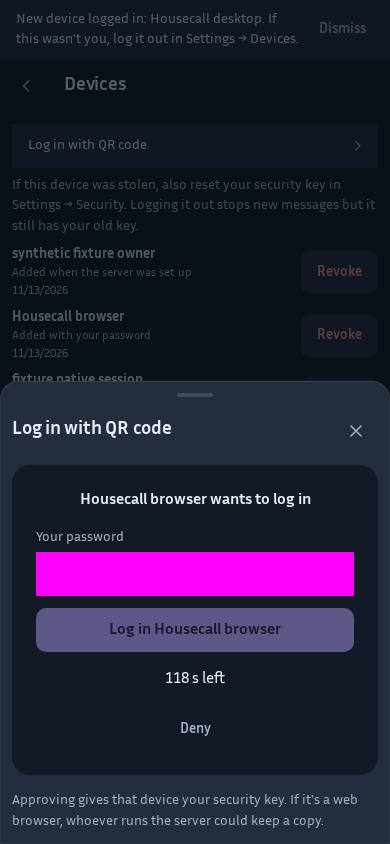 New device logged in: Housecall desktop. If
this wasn't you, log it out in Settings → Devices.
Dismiss
Devices
Log in with QR code
If this device was stolen, also reset your security key in
Settings → Security. Logging it out stops new messages but it
still has your old key.
synthetic fixture owner
Added when the server was set up
11/13/2026
Revoke
Housecall browser
Added with your password
11/13/2026
Revoke
fixture native session
Log in with QR code
Housecall browser wants to log in
Your password
Log in Housecall browser
118 s left
Deny
Approving gives that device your security key. If it's a web
browser, whoever runs the server could keep a copy.